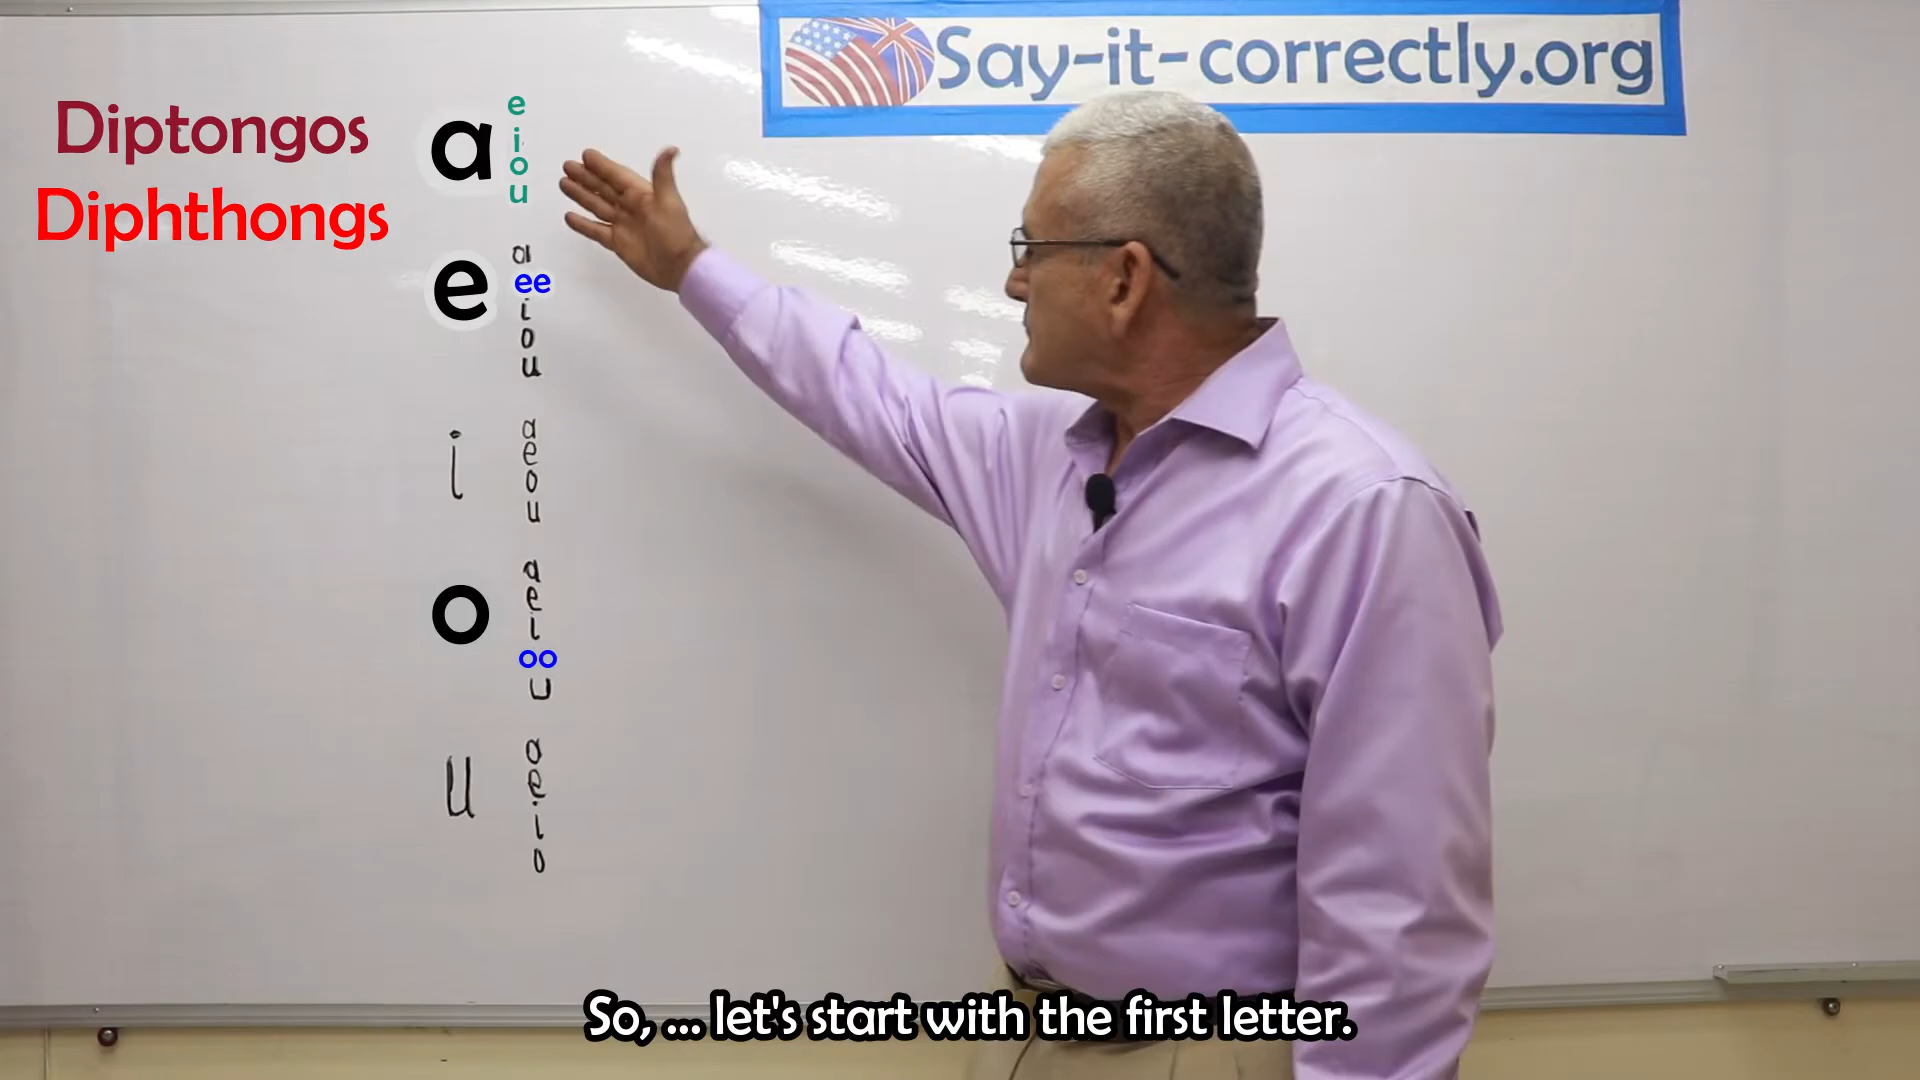 Say-it-correctly.org
Diptongos
Diphthongs
a
e
i
o
u
e
a
ee
i
o
u
i
a
e
o
u
o
a
e
i
oo
u
u
a
e
i
o
So, ... let's start with the first letter.